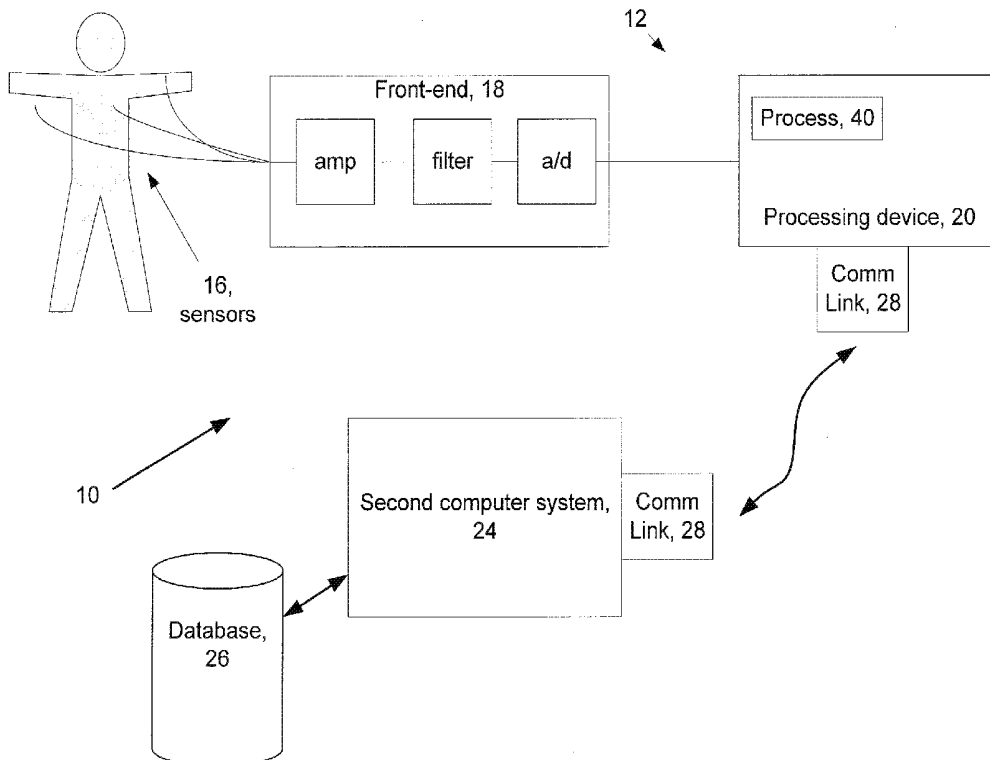 12
Front-end, 18
amp
filter
a/d
Process, 40
Processing device, 20
Comm
Link, 28
16,
sensors
10
Second computer system,
24
Comm
Link, 28
Database,
26